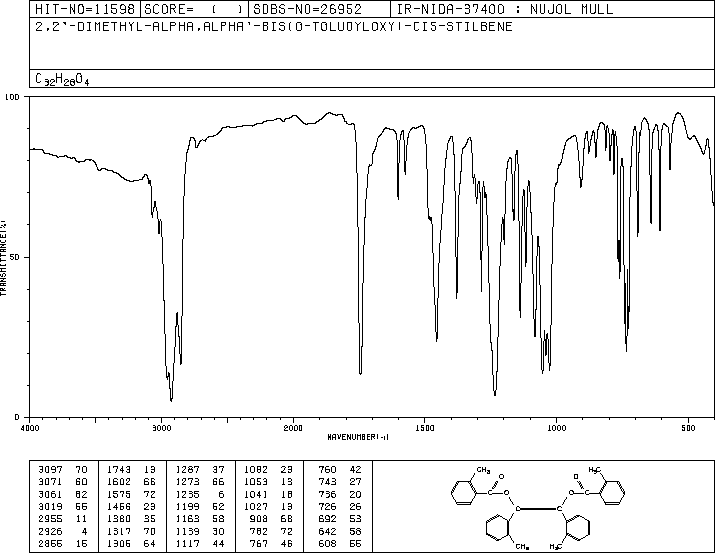 HIT-NO=11598 SCORE= ( ) SDBS-NO=26952 IR-NIDA-37400 : NUJOL MULL
2,2'-DIMETHYL-ALPHA,ALPHA'-BIS(O-TOLUOYLOXY)-CIS-STILBENE
C32H28O4
100
50
0
TRANSMITTANCE(%)
4000 3000 2000 1500 1000 500
WAVENUMBER(-1)
3097 70 1743 13 1287 37 1082 23 760 42
3071 60 1602 66 1273 66 1053 13 743 27
3061 62 1575 72 1235 6 1041 18 736 20
3019 55 1456 23 1199 52 1027 13 726 26
2955 11 1380 35 1163 58 908 68 692 53
2926 4 1317 70 1139 30 782 72 642 58
2855 15 1305 64 1117 44 767 46 608 55
CH3 O O H3C
C O O C
C C
CH3 H3C